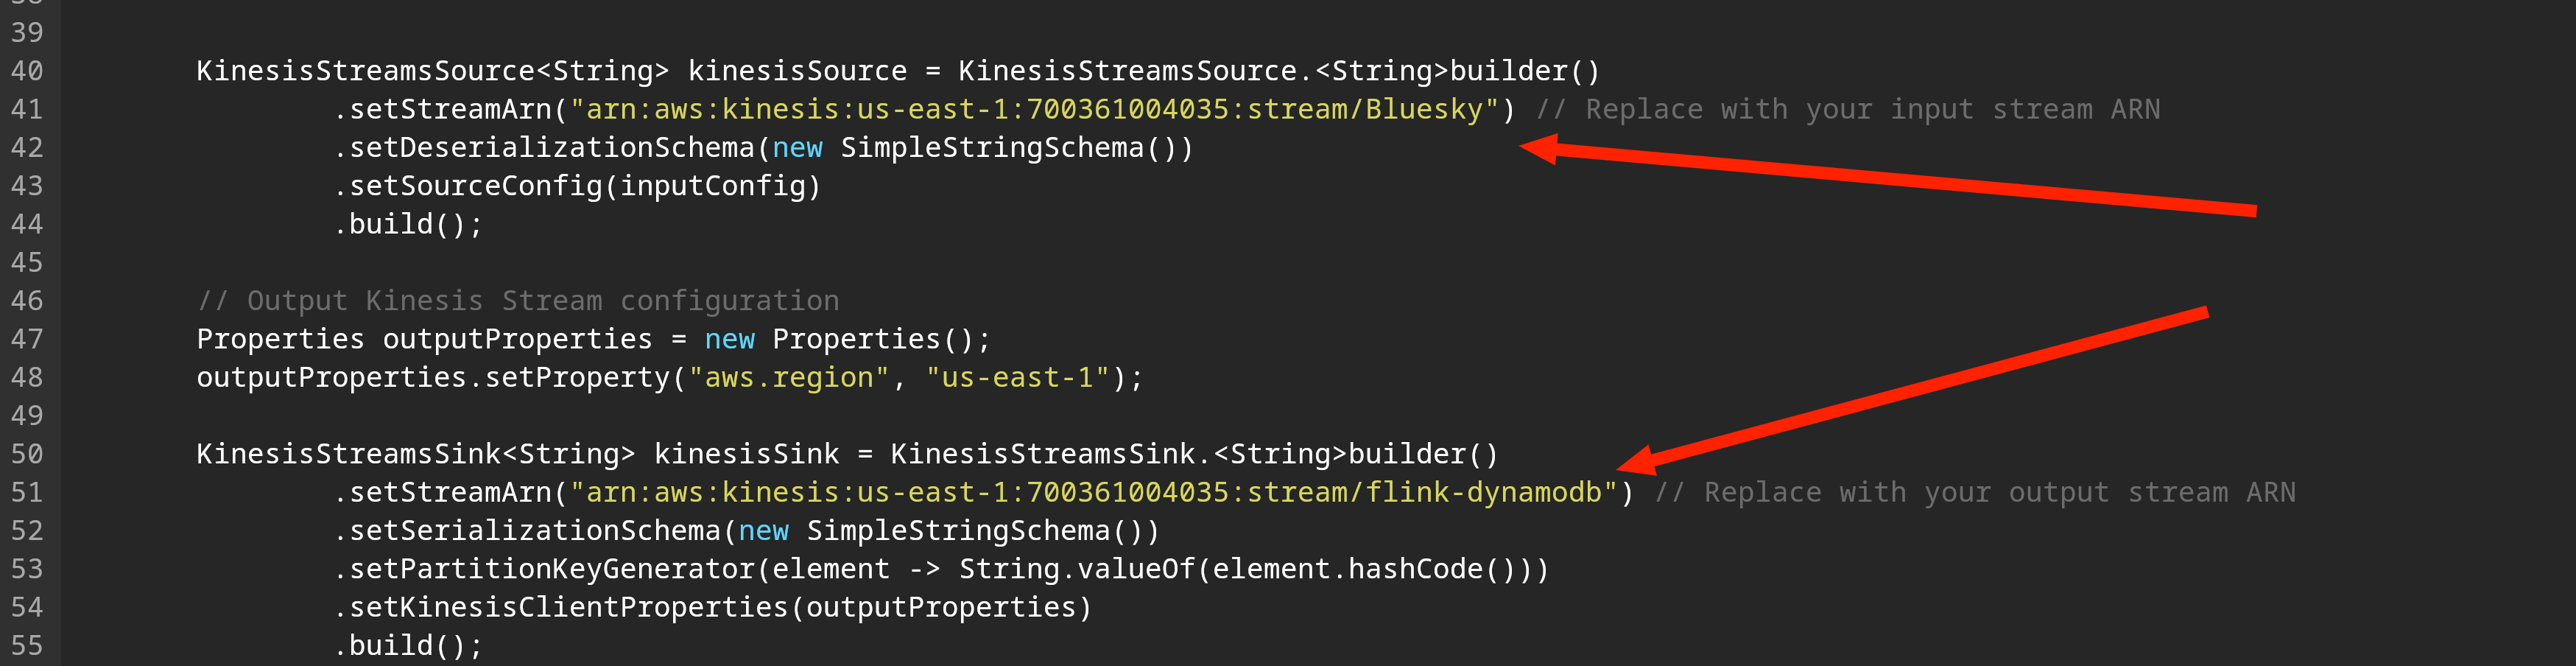 39
40 KinesisStreamsSource<String> kinesisSource = KinesisStreamsSource.<String>builder()
41 .setStreamArn("arn:aws:kinesis:us-east-1:700361004035:stream/Bluesky") // Replace with your input stream ARN
42 .setDeserializationSchema(new SimpleStringSchema())
43 .setSourceConfig(inputConfig)
44 .build();
45
46 // Output Kinesis Stream configuration
47 Properties outputProperties = new Properties();
48 outputProperties.setProperty("aws.region", "us-east-1");
49
50 KinesisStreamsSink<String> kinesisSink = KinesisStreamsSink.<String>builder()
51 .setStreamArn("arn:aws:kinesis:us-east-1:700361004035:stream/flink-dynamodb") // Replace with your output stream ARN
52 .setSerializationSchema(new SimpleStringSchema())
53 .setPartitionKeyGenerator(element -> String.valueOf(element.hashCode()))
54 .setKinesisClientProperties(outputProperties)
55 .build();